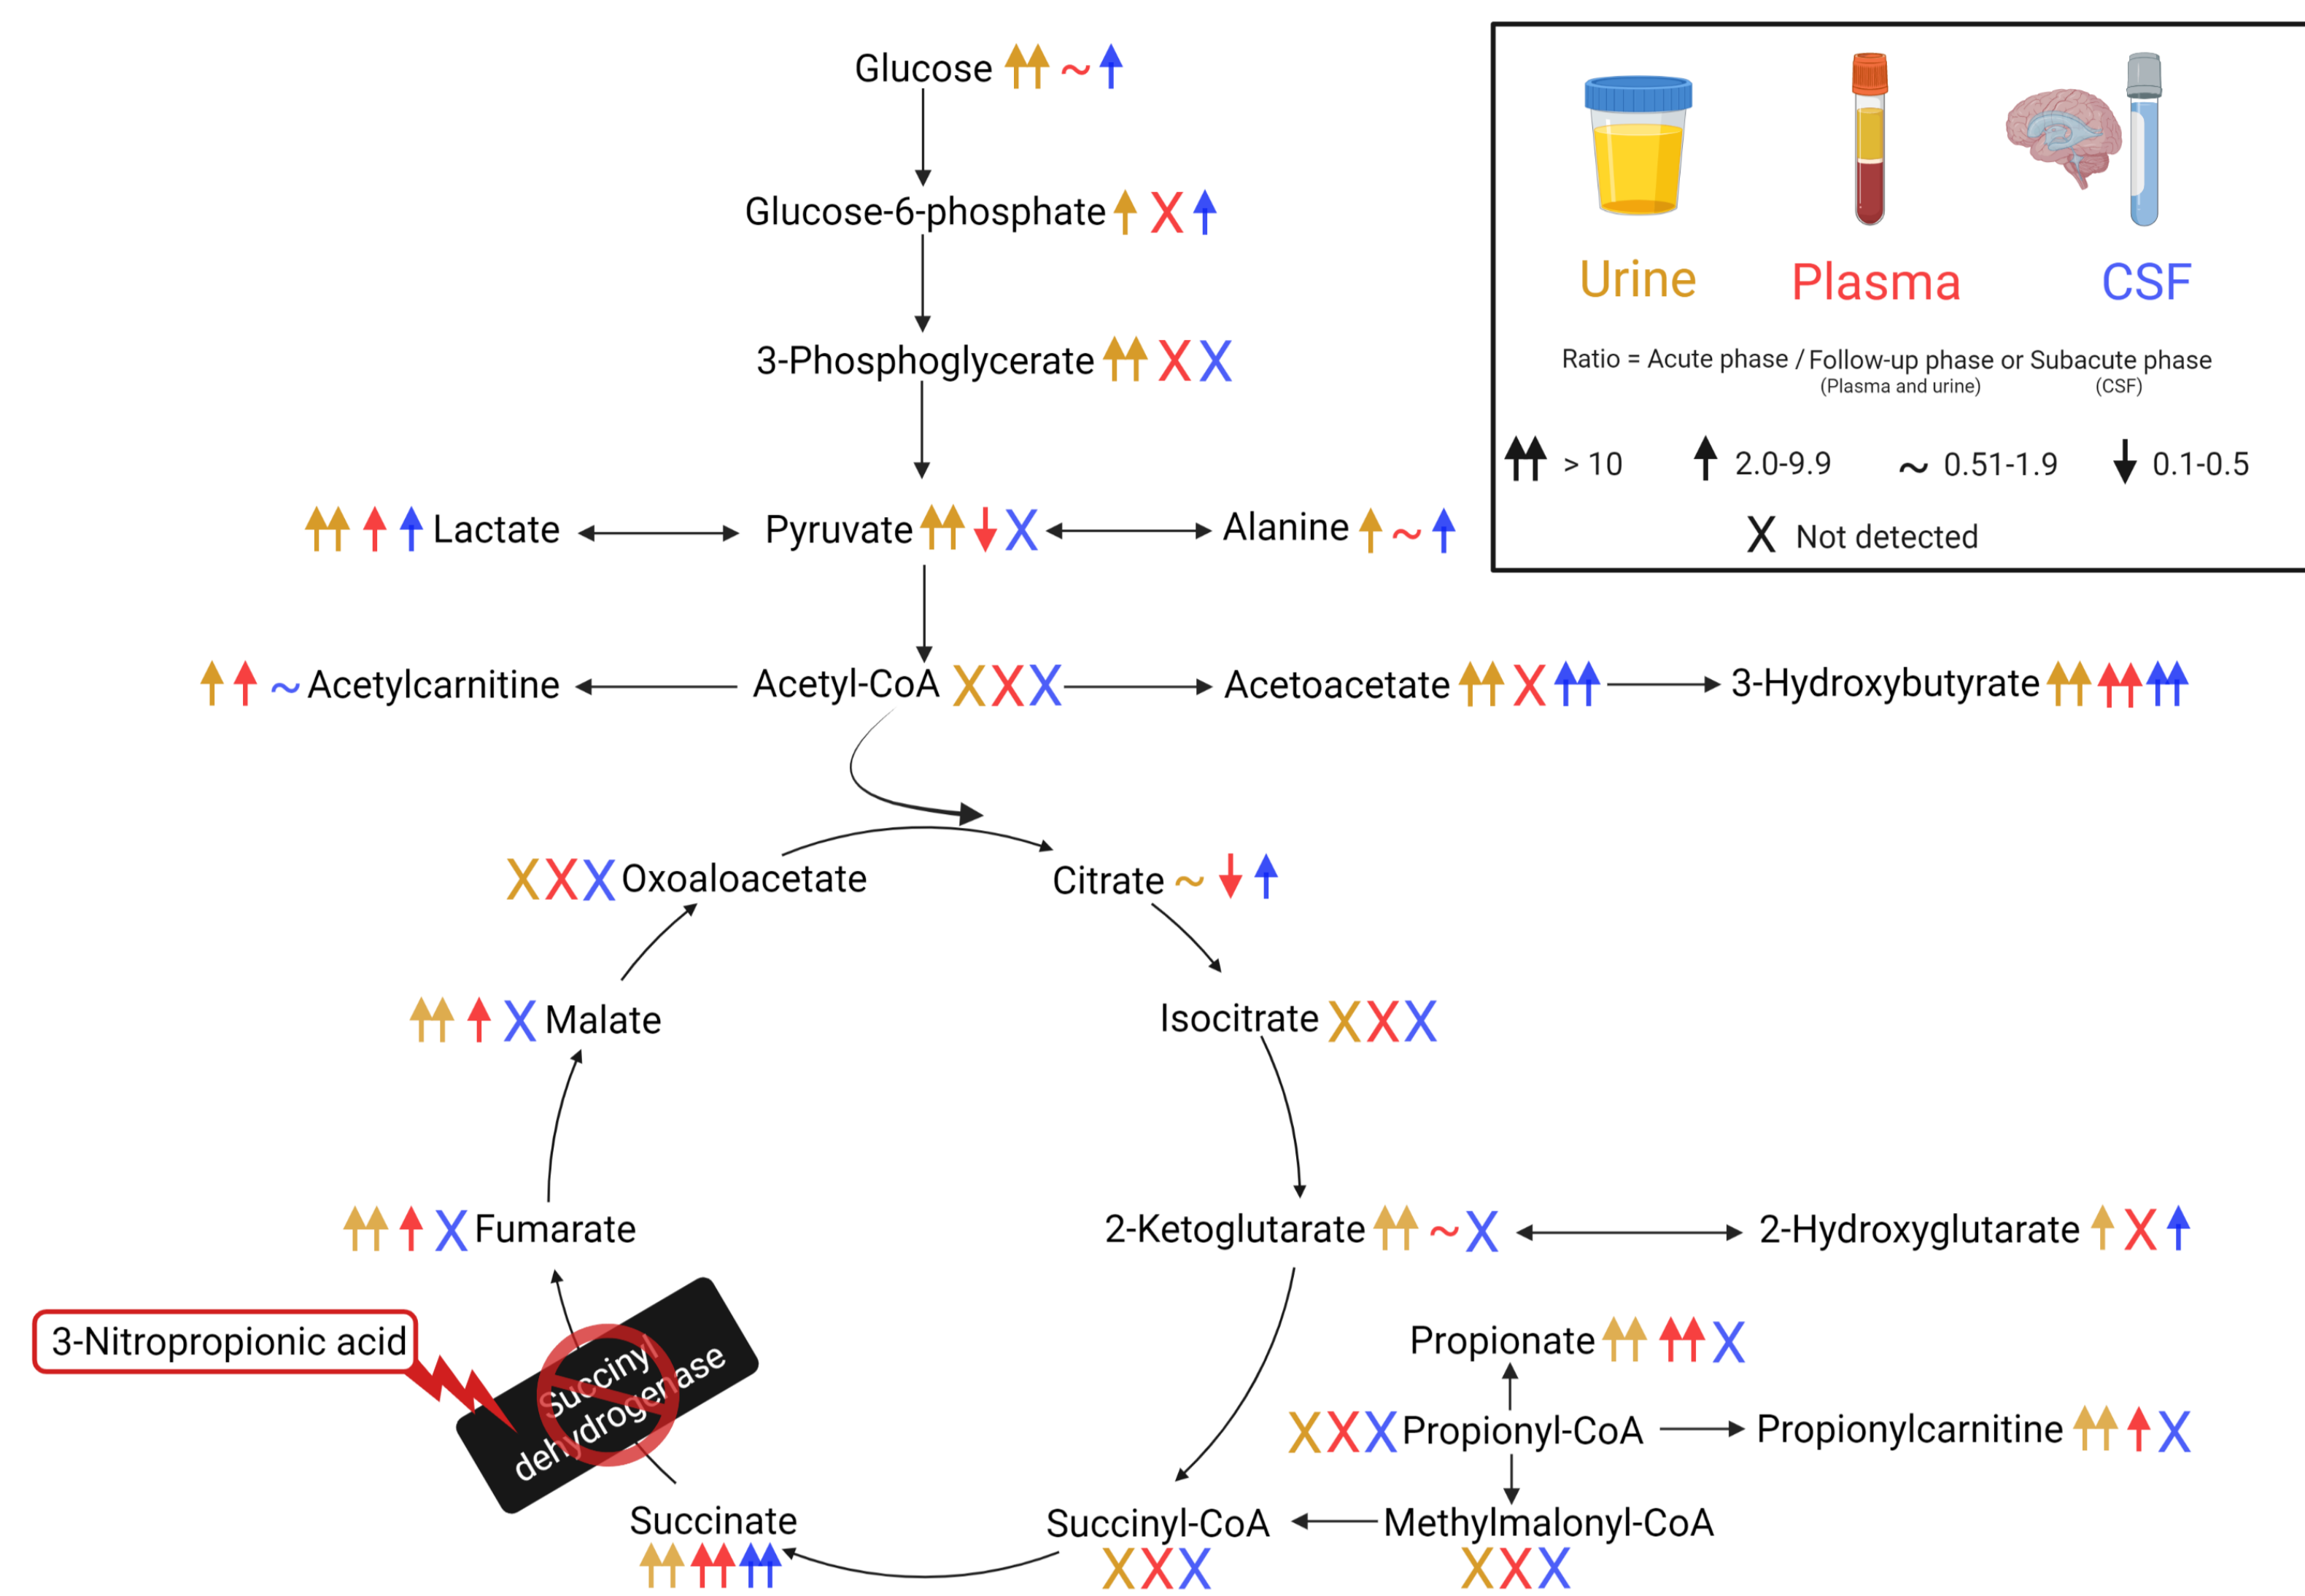 Glucose ~
Glucose-6-phosphate X
3-Phosphoglycerate X X
Lactate
Pyruvate X
Alanine ~
~ Acetylcarnitine
Acetyl-CoA X X X
Acetoacetate X
3-Hydroxybutyrate
X X X Oxoaloacetate
Citrate ~
X Malate
Isocitrate X X X
X Fumarate
2-Ketoglutarate ~ X
2-Hydroxyglutarate X
3-Nitropropionic acid
Succinyl
dehydrogenase
Propionate X
X X X Propionyl-CoA
Propionylcarnitine X
Succinate
Succinyl-CoA
X X X
Methylmalonyl-CoA
X X X
Urine
Plasma
CSF
Ratio = Acute phase / Follow-up phase or Subacute phase
(Plasma and urine) (CSF)
> 10 2.0-9.9 ~ 0.51-1.9 0.1-0.5
X Not detected